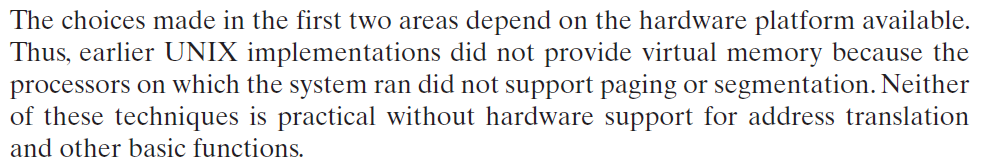 The choices made in the first two areas depend on the hardware platform available.
Thus, earlier UNIX implementations did not provide virtual memory because the
processors on which the system ran did not support paging or segmentation. Neither
of these techniques is practical without hardware support for address translation
and other basic functions.